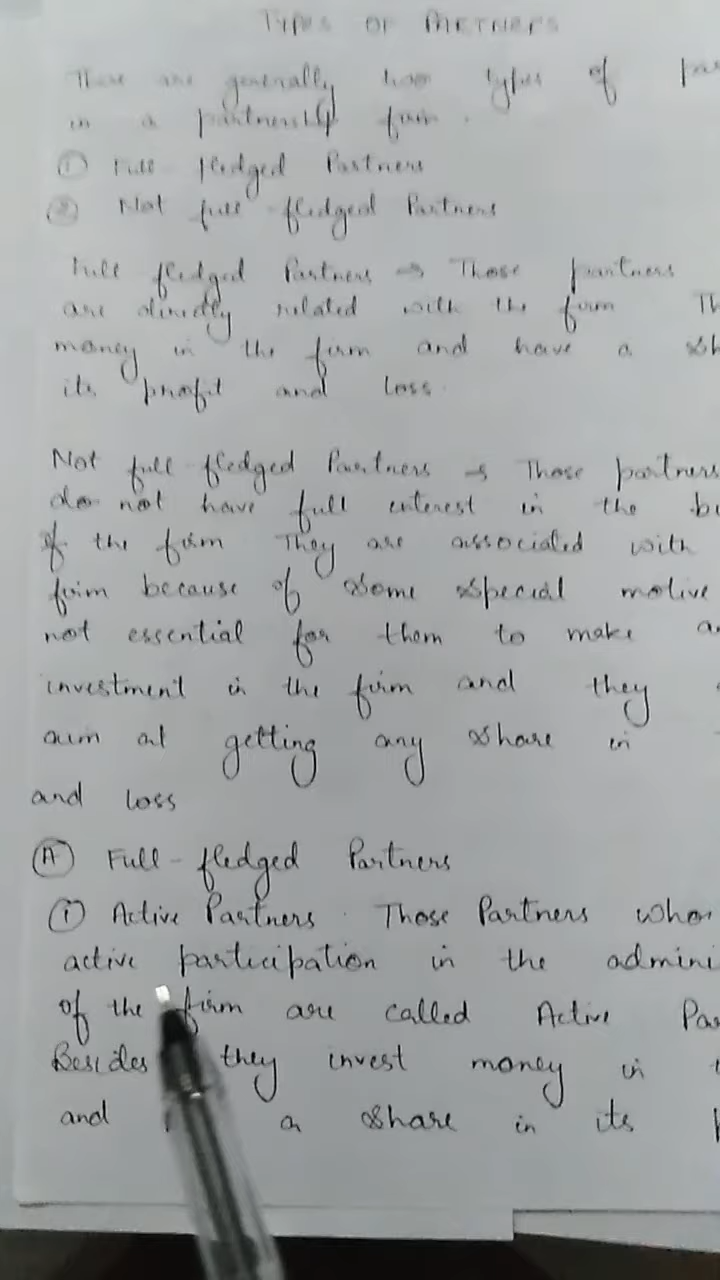 TYPES OF PARTNERS
There are generally two types of par
in a partnership firm.
① Full fledged Partners
② Not full-fledged Partners
Full fledged Partners → Those partners
are directly related with the firm Th
money in the firm and have a sh
its profit and loss.
Not full-fledged Partners → Those partners
do not have full interest in the bu
of the firm They are associated with
firm because of some special motive
not essential for them to make an
investment in the firm and they
aim at getting any share in
and loss
Ⓐ Full-fledged Partners
① Active Partners. Those Partners who
active participation in the admini
of the firm are called Active Par
Besides they invest money in
and a share in its